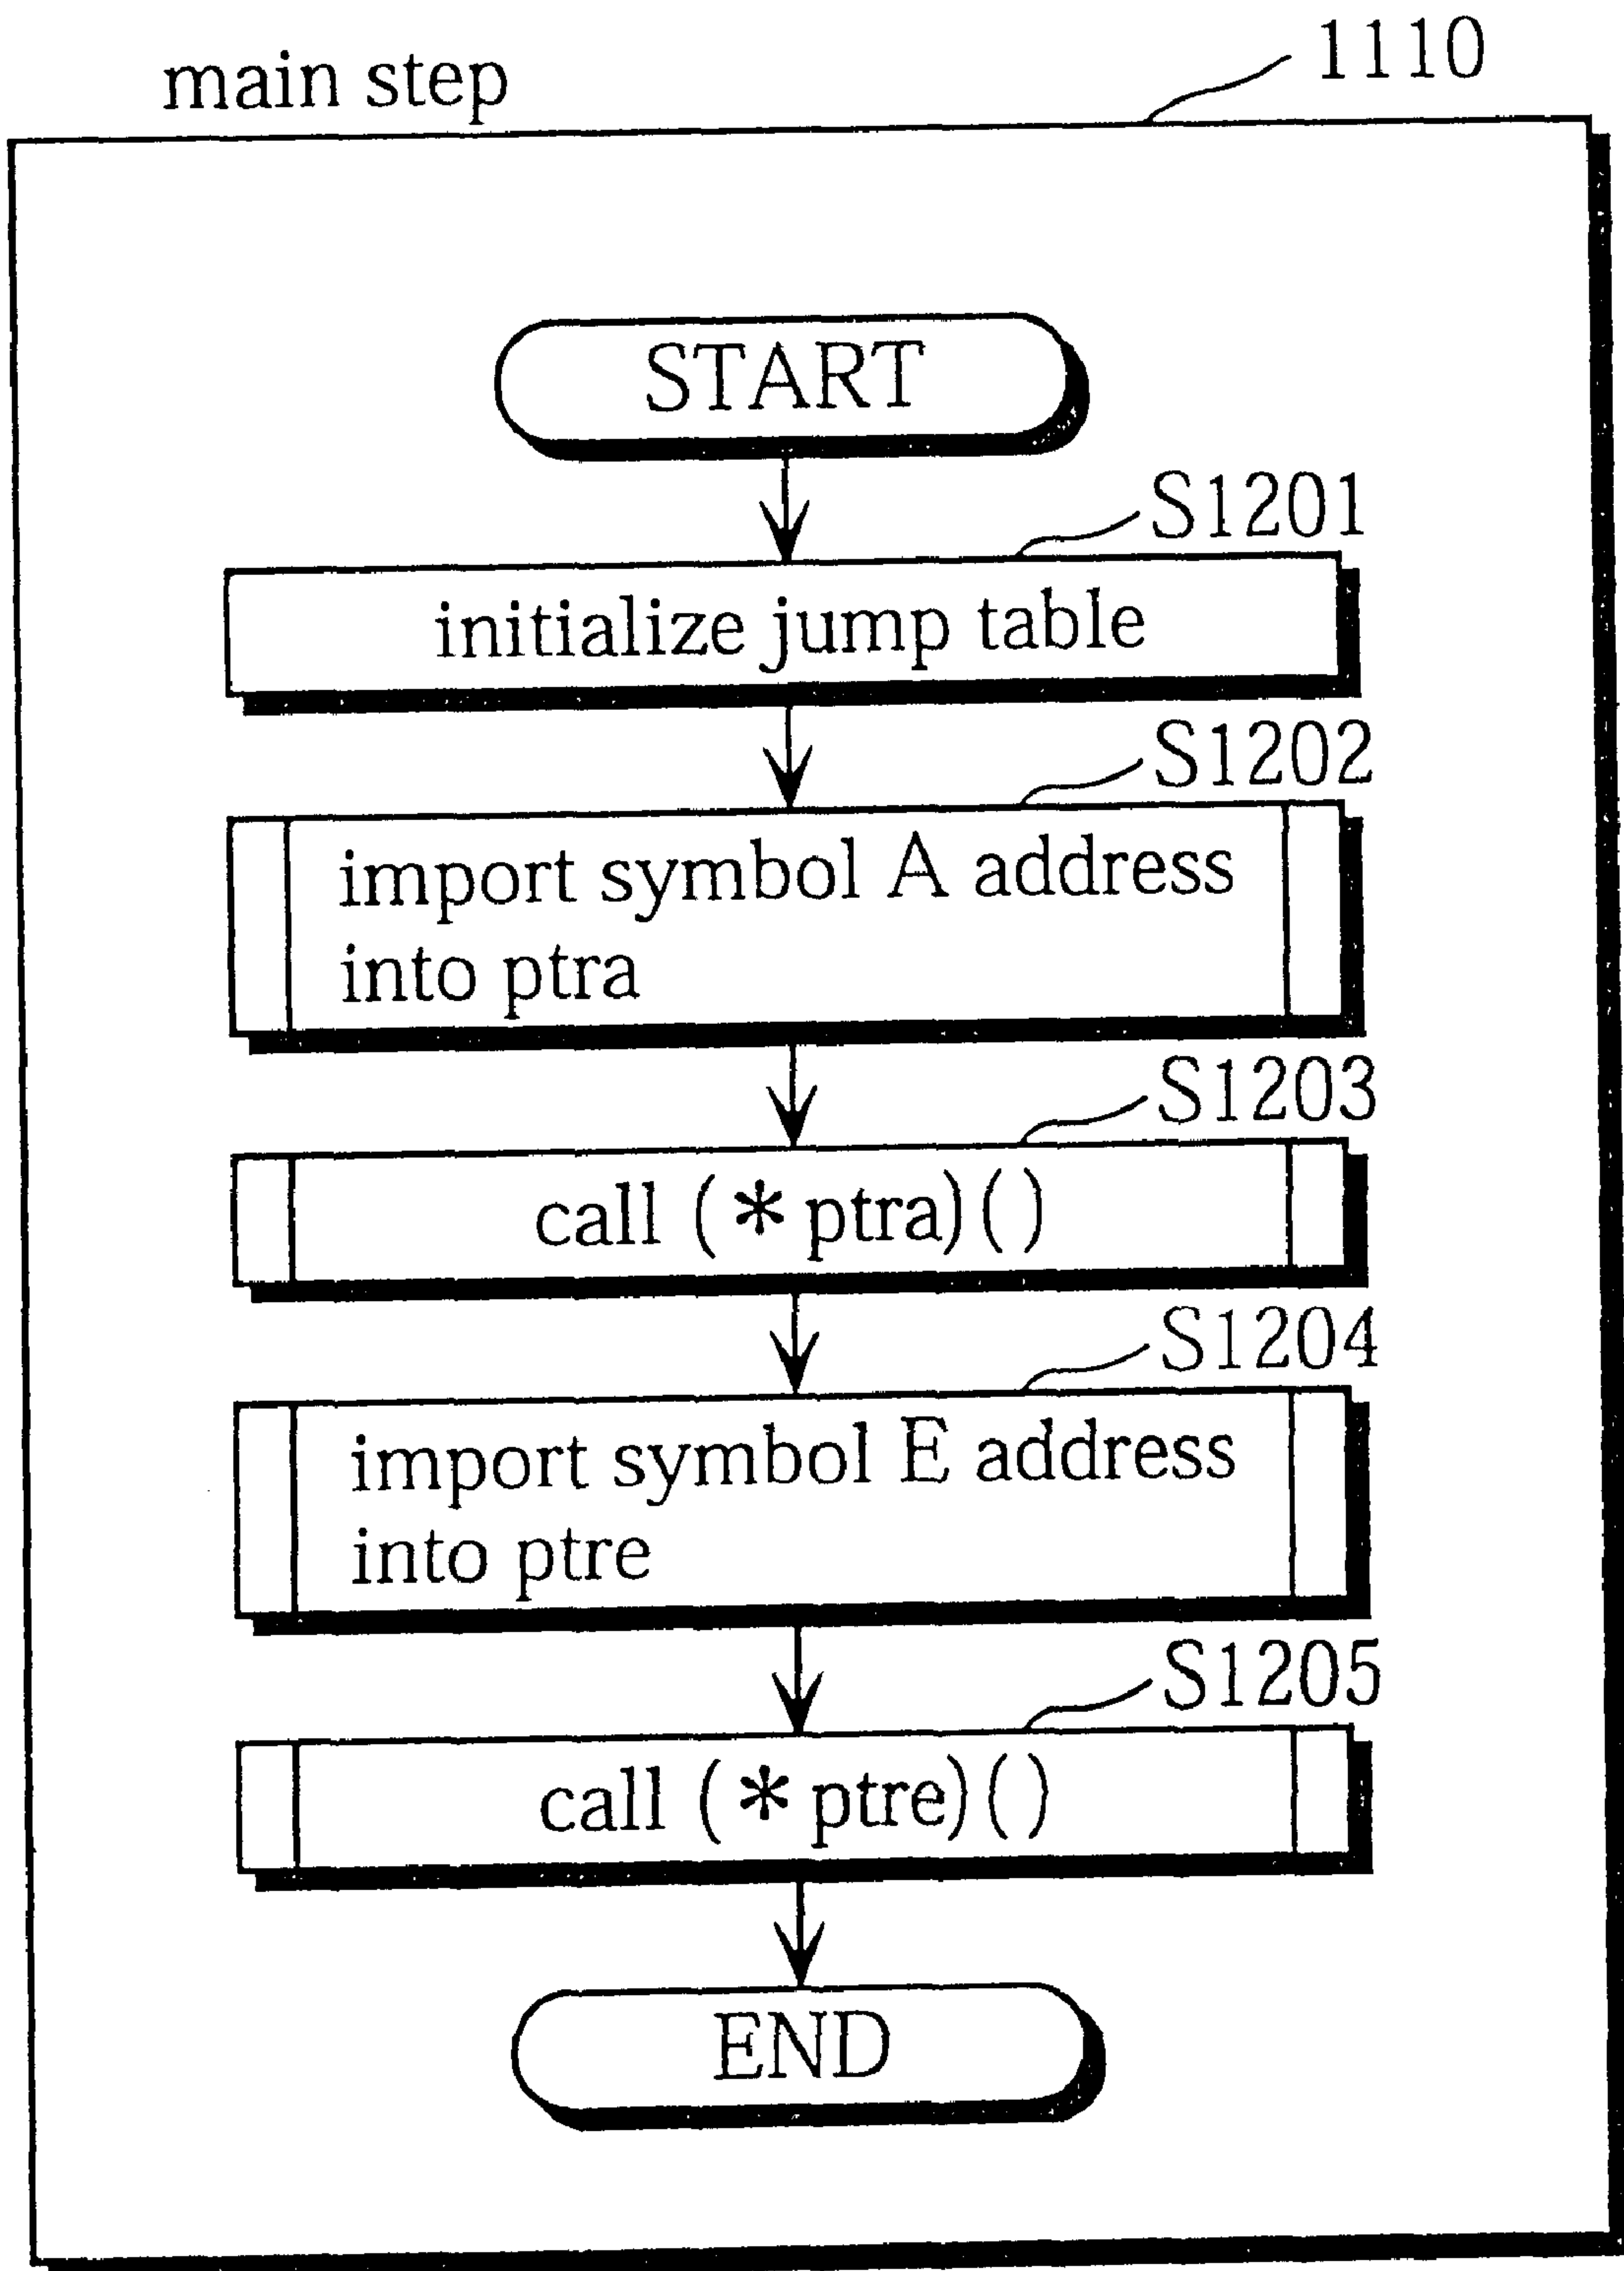 main step
1110
START
S1201
initialize jump table
S1202
import symbol A address
into ptra
S1203
call (* ptra)()
S1204
import symbol E address
into ptre
S1205
call (* ptre)()
END